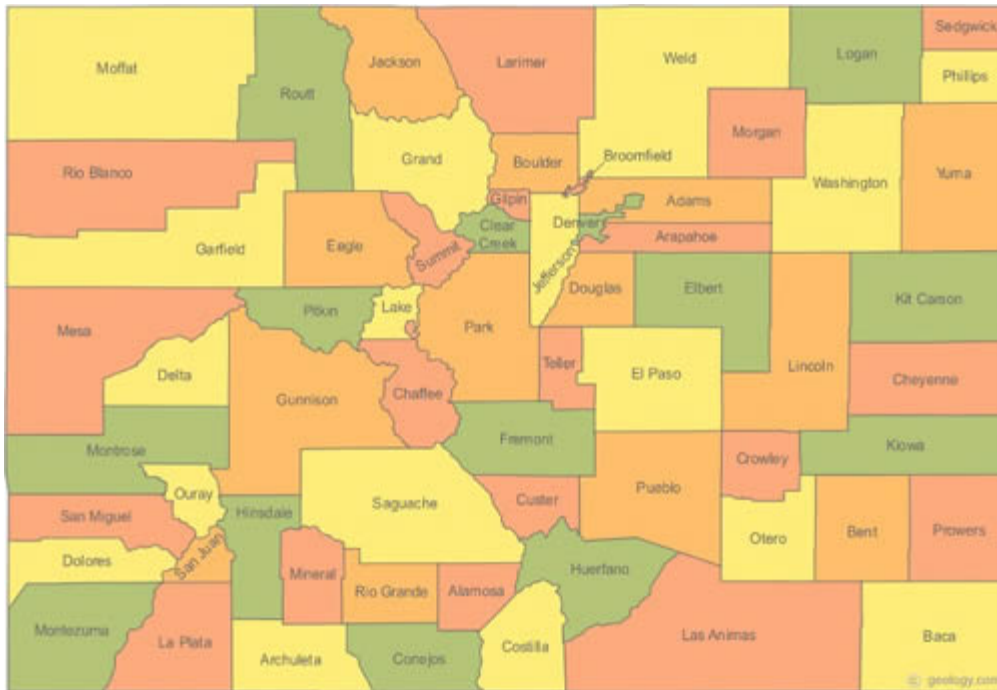 Moffat
Routt
Jackson
Larimer
Weld
Logan
Sedgwick
Phillips
Rio Blanco
Grand
Boulder
Broomfield
Morgan
Washington
Yuma
Garfield
Eagle
Summit
Gilpin
Clear
Creek
Jefferson
Denver
Adams
Arapahoe
Mesa
Pitkin
Lake
Park
Douglas
Elbert
Lincoln
Kit Carson
Delta
Gunnison
Chaffee
Teller
El Paso
Cheyenne
Montrose
Fremont
Crowley
Kiowa
Ouray
Saguache
Custer
Pueblo
San Miguel
Hinsdale
Otero
Bent
Prowers
Dolores
San Juan
Mineral
Rio Grande
Alamosa
Huerfano
Montezuma
La Plata
Archuleta
Conejos
Costilla
Las Animas
Baca
© geology.com